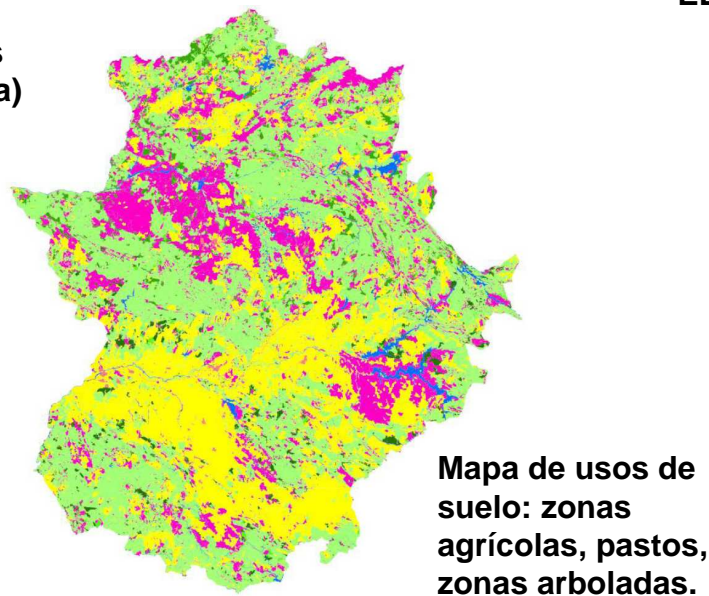 a)
Mapa de usos de
suelo: zonas
agrícolas, pastos,
zonas arboladas.